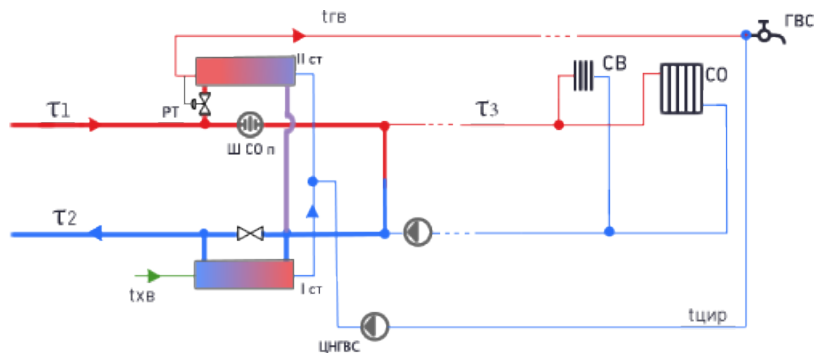 tгв
ГВС
II ст
СВ
СО
τ1
РТ
τ3
Ш СО п
τ2
I ст
tхв
tцир
ЦНГВС